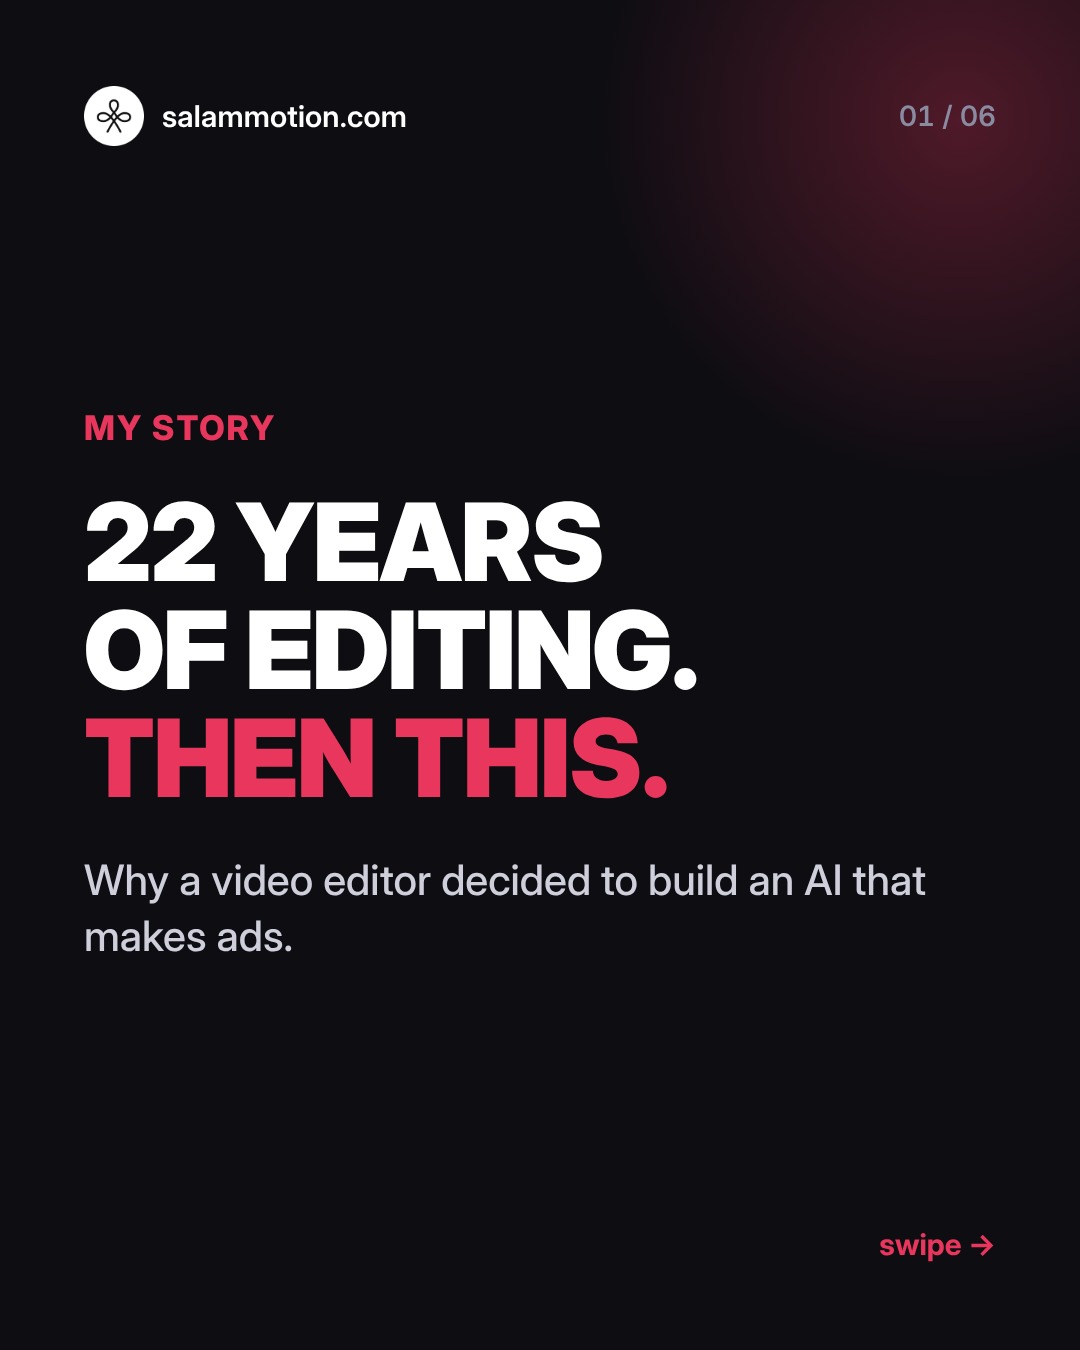 salammotion.com
01 / 06
MY STORY
22 YEARS
OF EDITING.
THEN THIS.
Why a video editor decided to build an AI that
makes ads.
swipe →